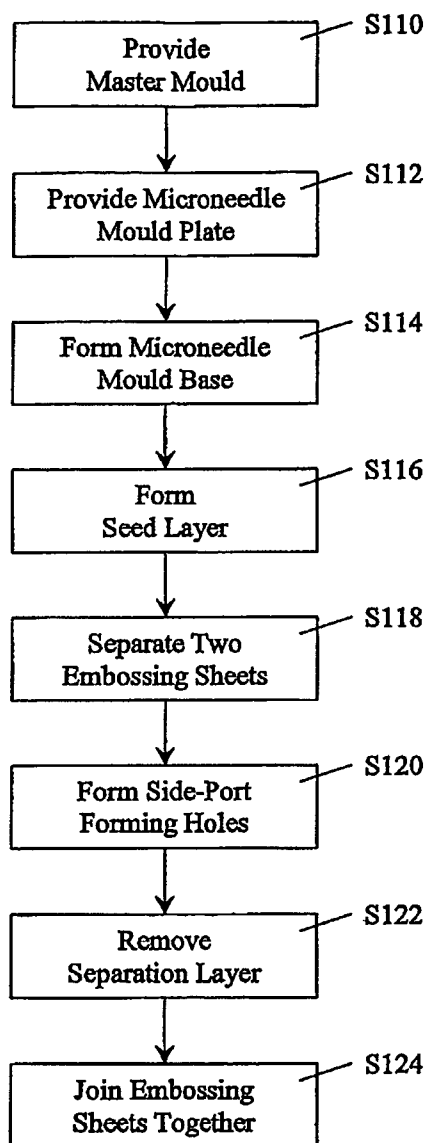 S110
Provide
Master Mould
S112
Provide Microneedle
Mould Plate
S114
Form Microneedle
Mould Base
S116
Form
Seed Layer
S118
Separate Two
Embossing Sheets
S120
Form Side-Port
Forming Holes
S122
Remove
Separation Layer
S124
Join Embossing
Sheets Together